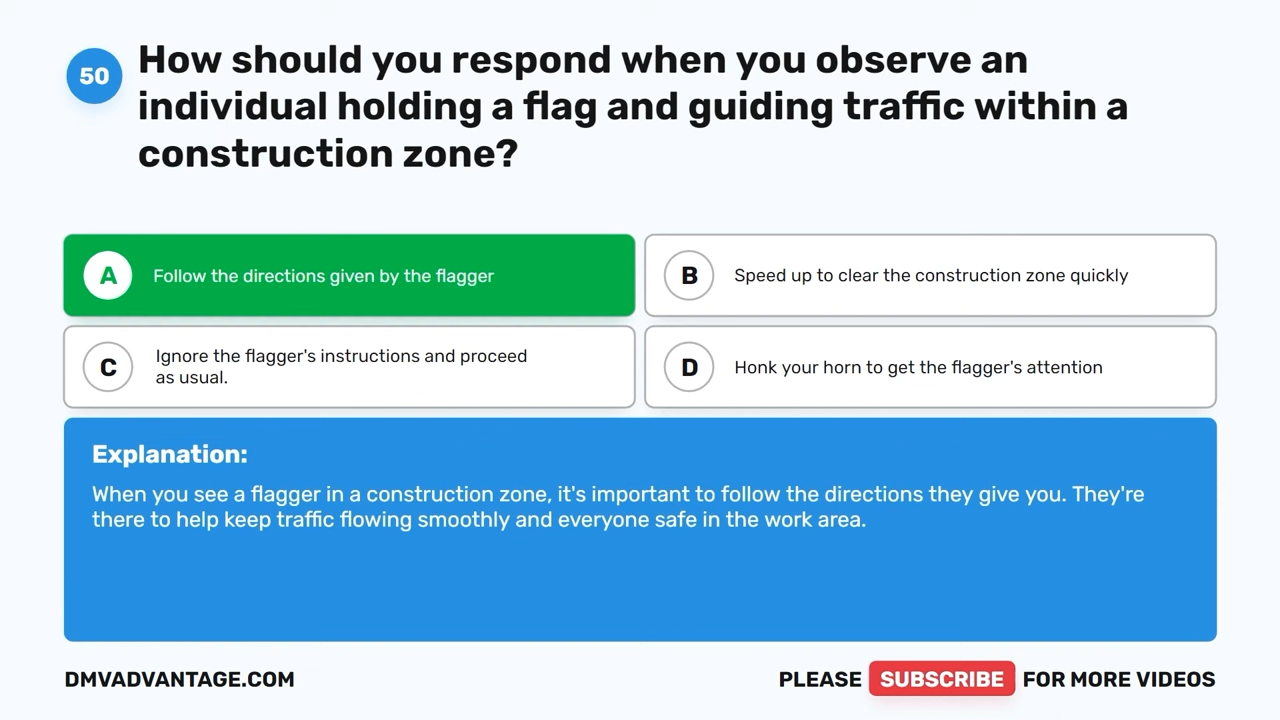 50
How should you respond when you observe an
individual holding a flag and guiding traffic within a
construction zone?
A
Follow the directions given by the flagger
B
Speed up to clear the construction zone quickly
C
Ignore the flagger's instructions and proceed
as usual.
D
Honk your horn to get the flagger's attention
Explanation:
When you see a flagger in a construction zone, it's important to follow the directions they give you. They're
there to help keep traffic flowing smoothly and everyone safe in the work area.
DMVADVANTAGE.COM
PLEASE SUBSCRIBE FOR MORE VIDEOS